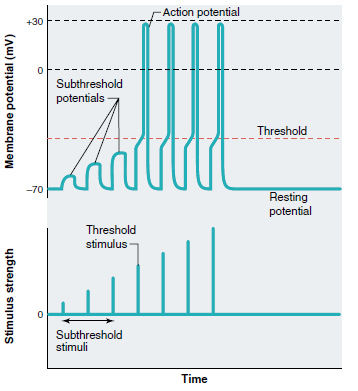 Action potential
+30
0
Membrane potential (mV)
Subthreshold
potentials
Threshold
–70
Resting
potential
Threshold
stimulus
Stimulus strength
0
Subthreshold
stimuli
Time